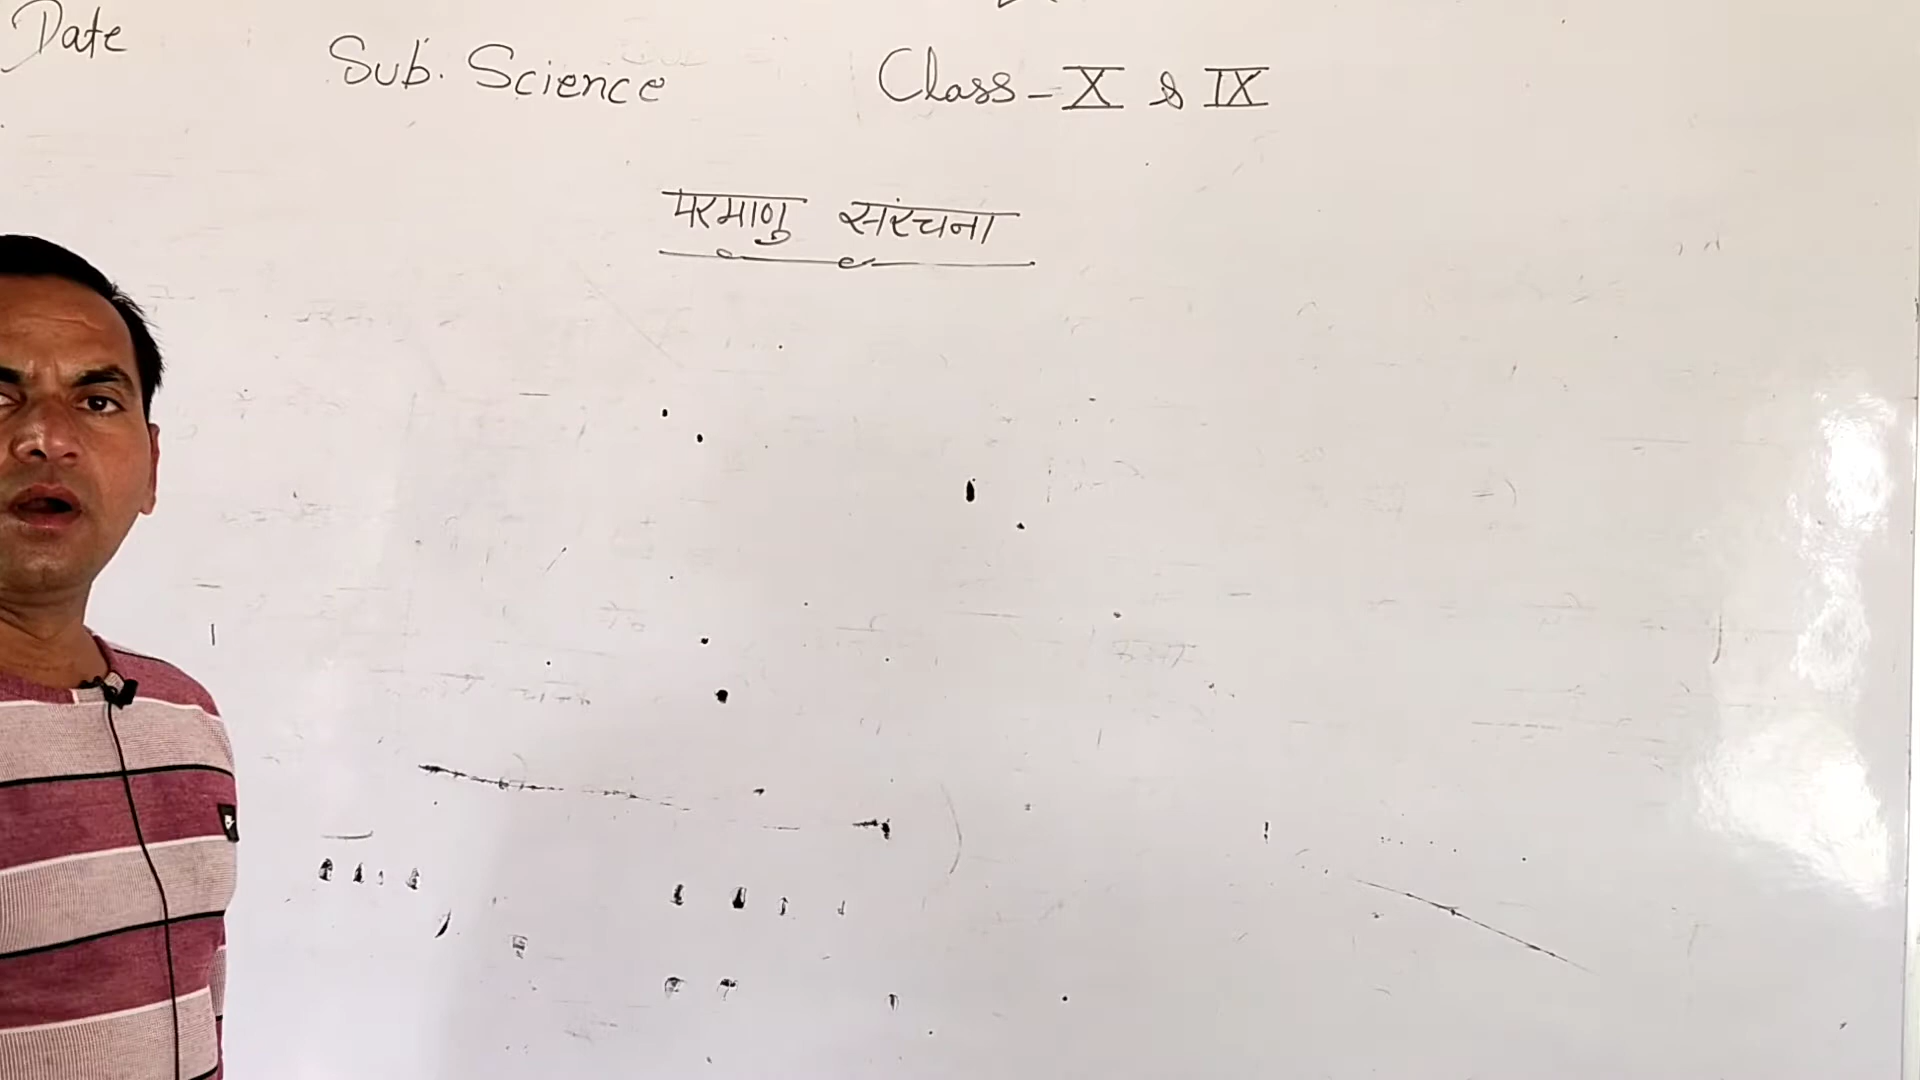 Date
Sub. Science
Class - X & IX
परमाणु संरचना